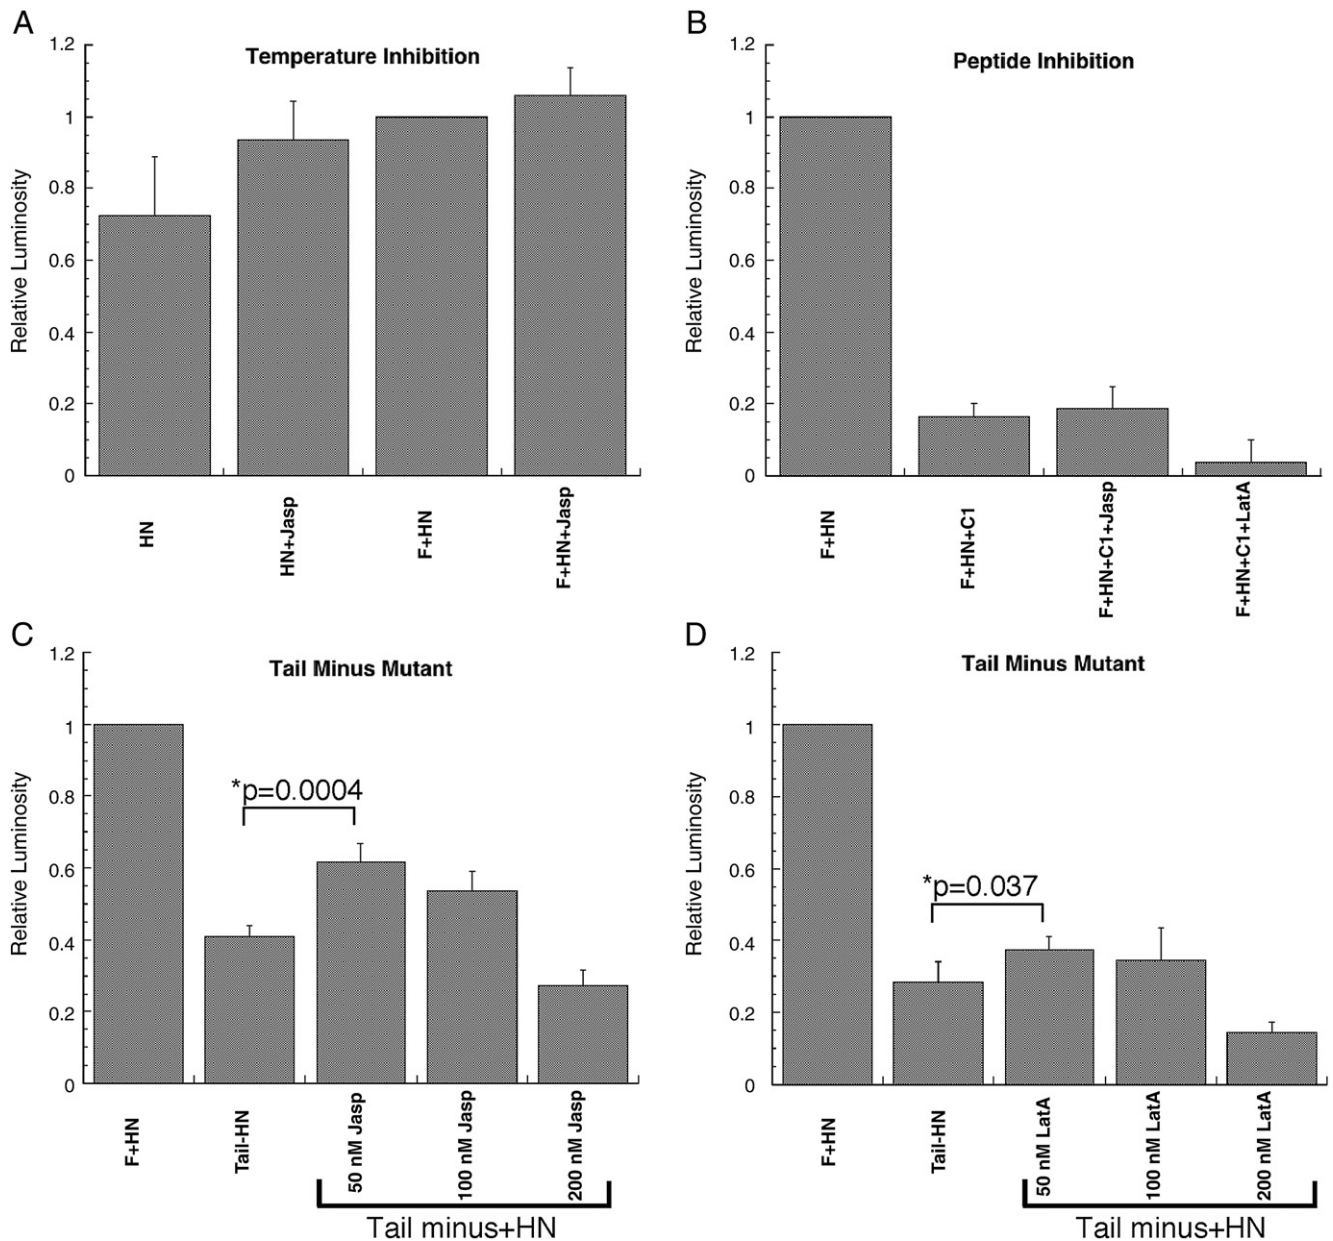 A
Temperature Inhibition
Relative Luminosity
1.2
1
0.8
0.6
0.4
0.2
0
HN
HN+Jasp
F+HN
F+HN+Jasp
B
Peptide Inhibition
Relative Luminosity
1.2
1
0.8
0.6
0.4
0.2
0
F+HN
F+HN+C1
F+HN+C1+Jasp
F+HN+C1+LatA
C
Tail Minus Mutant
Relative Luminosity
1.2
1
0.8
0.6
0.4
0.2
0
*p=0.0004
F+HN
Tail-HN
50 nM Jasp
100 nM Jasp
200 nM Jasp
Tail minus+HN
D
Tail Minus Mutant
Relative Luminosity
1.2
1
0.8
0.6
0.4
0.2
0
*p=0.037
F+HN
Tail-HN
50 nM LatA
100 nM LatA
200 nM LatA
Tail minus+HN